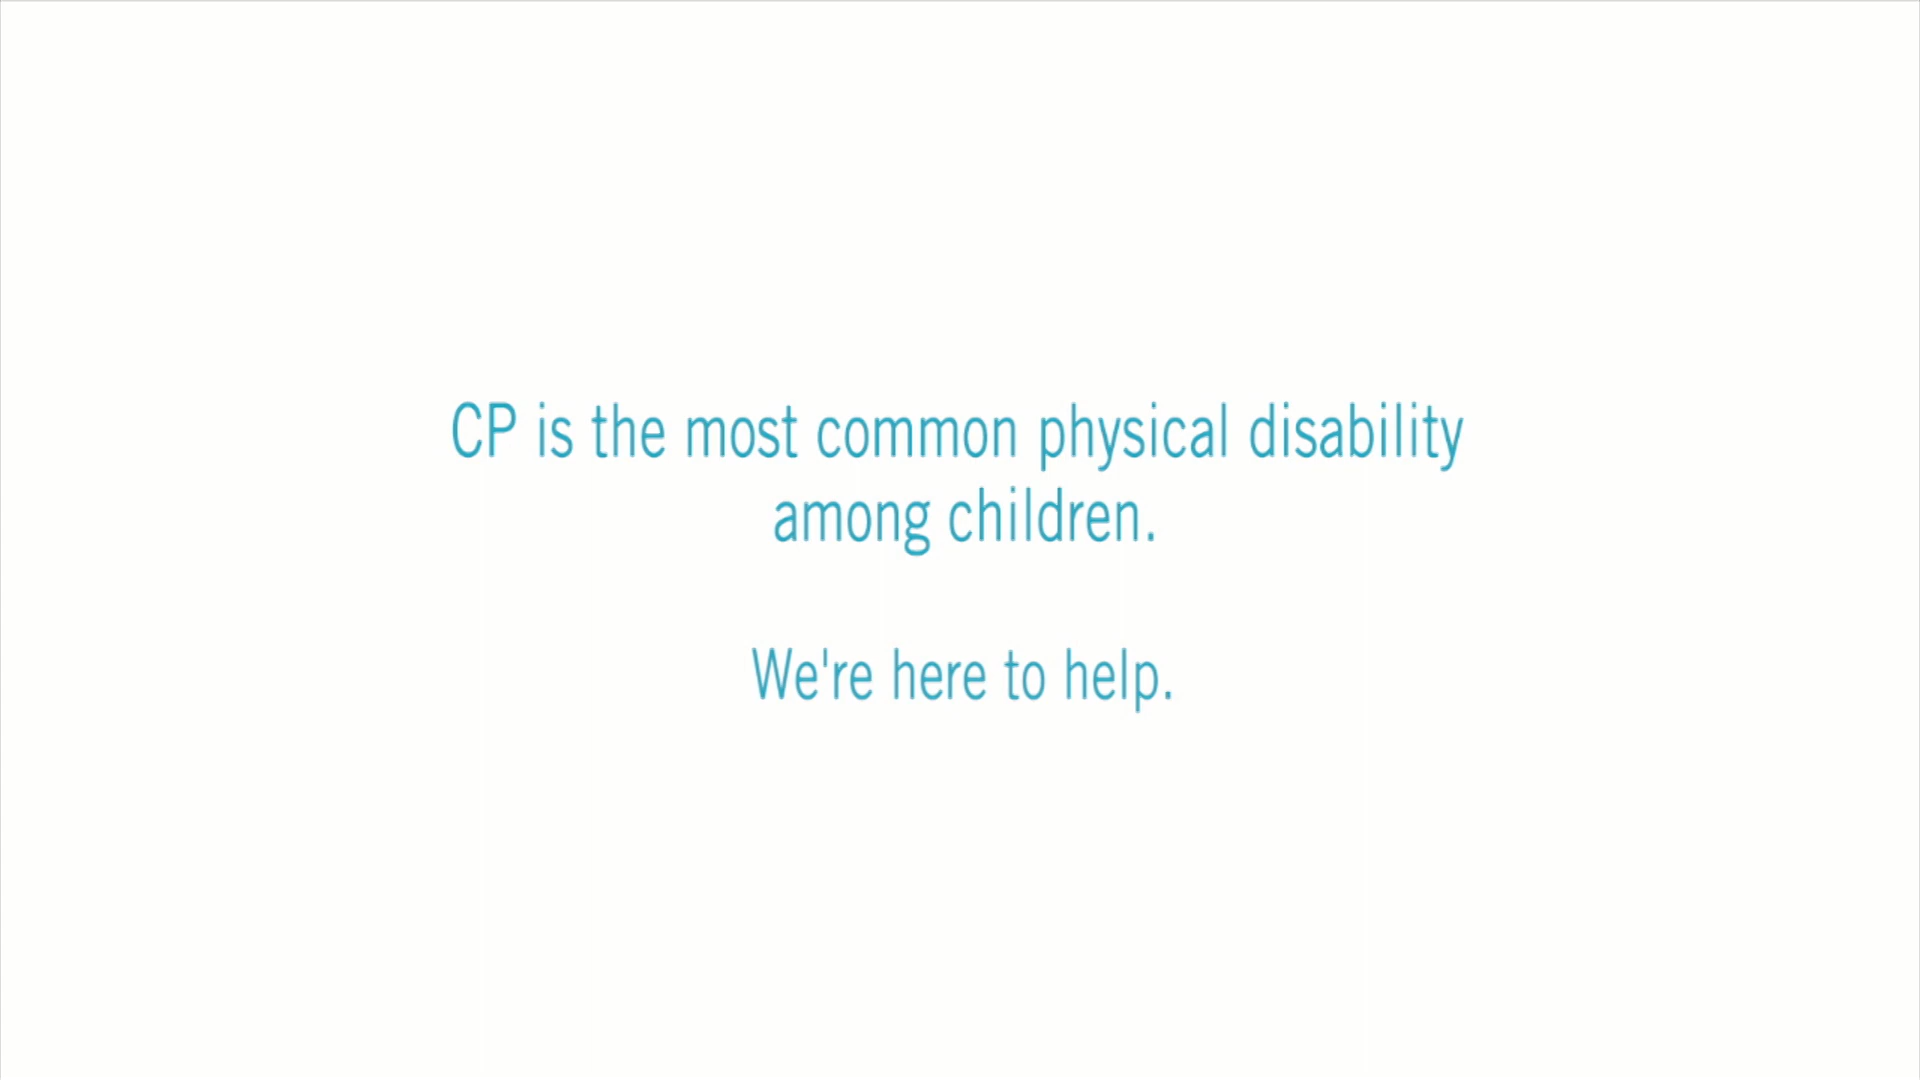 CP is the most common physical disability
among children.
We're here to help.